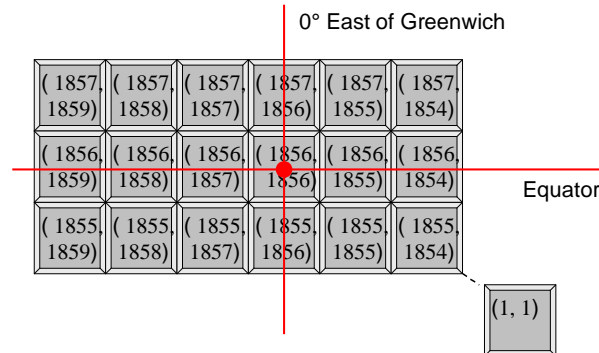 0° East of Greenwich
( 1857, ( 1857, ( 1857, ( 1857, ( 1857, ( 1857,
1859) 1858) 1857) 1856) 1855) 1854)
( 1856, ( 1856, ( 1856, ( 1856, ( 1856, ( 1856,
1859) 1858) 1857) 1856) 1855) 1854)
Equator
( 1855, ( 1855, ( 1855, ( 1855, ( 1855, ( 1855,
1859) 1858) 1857) 1856) 1855) 1854)
(1, 1)